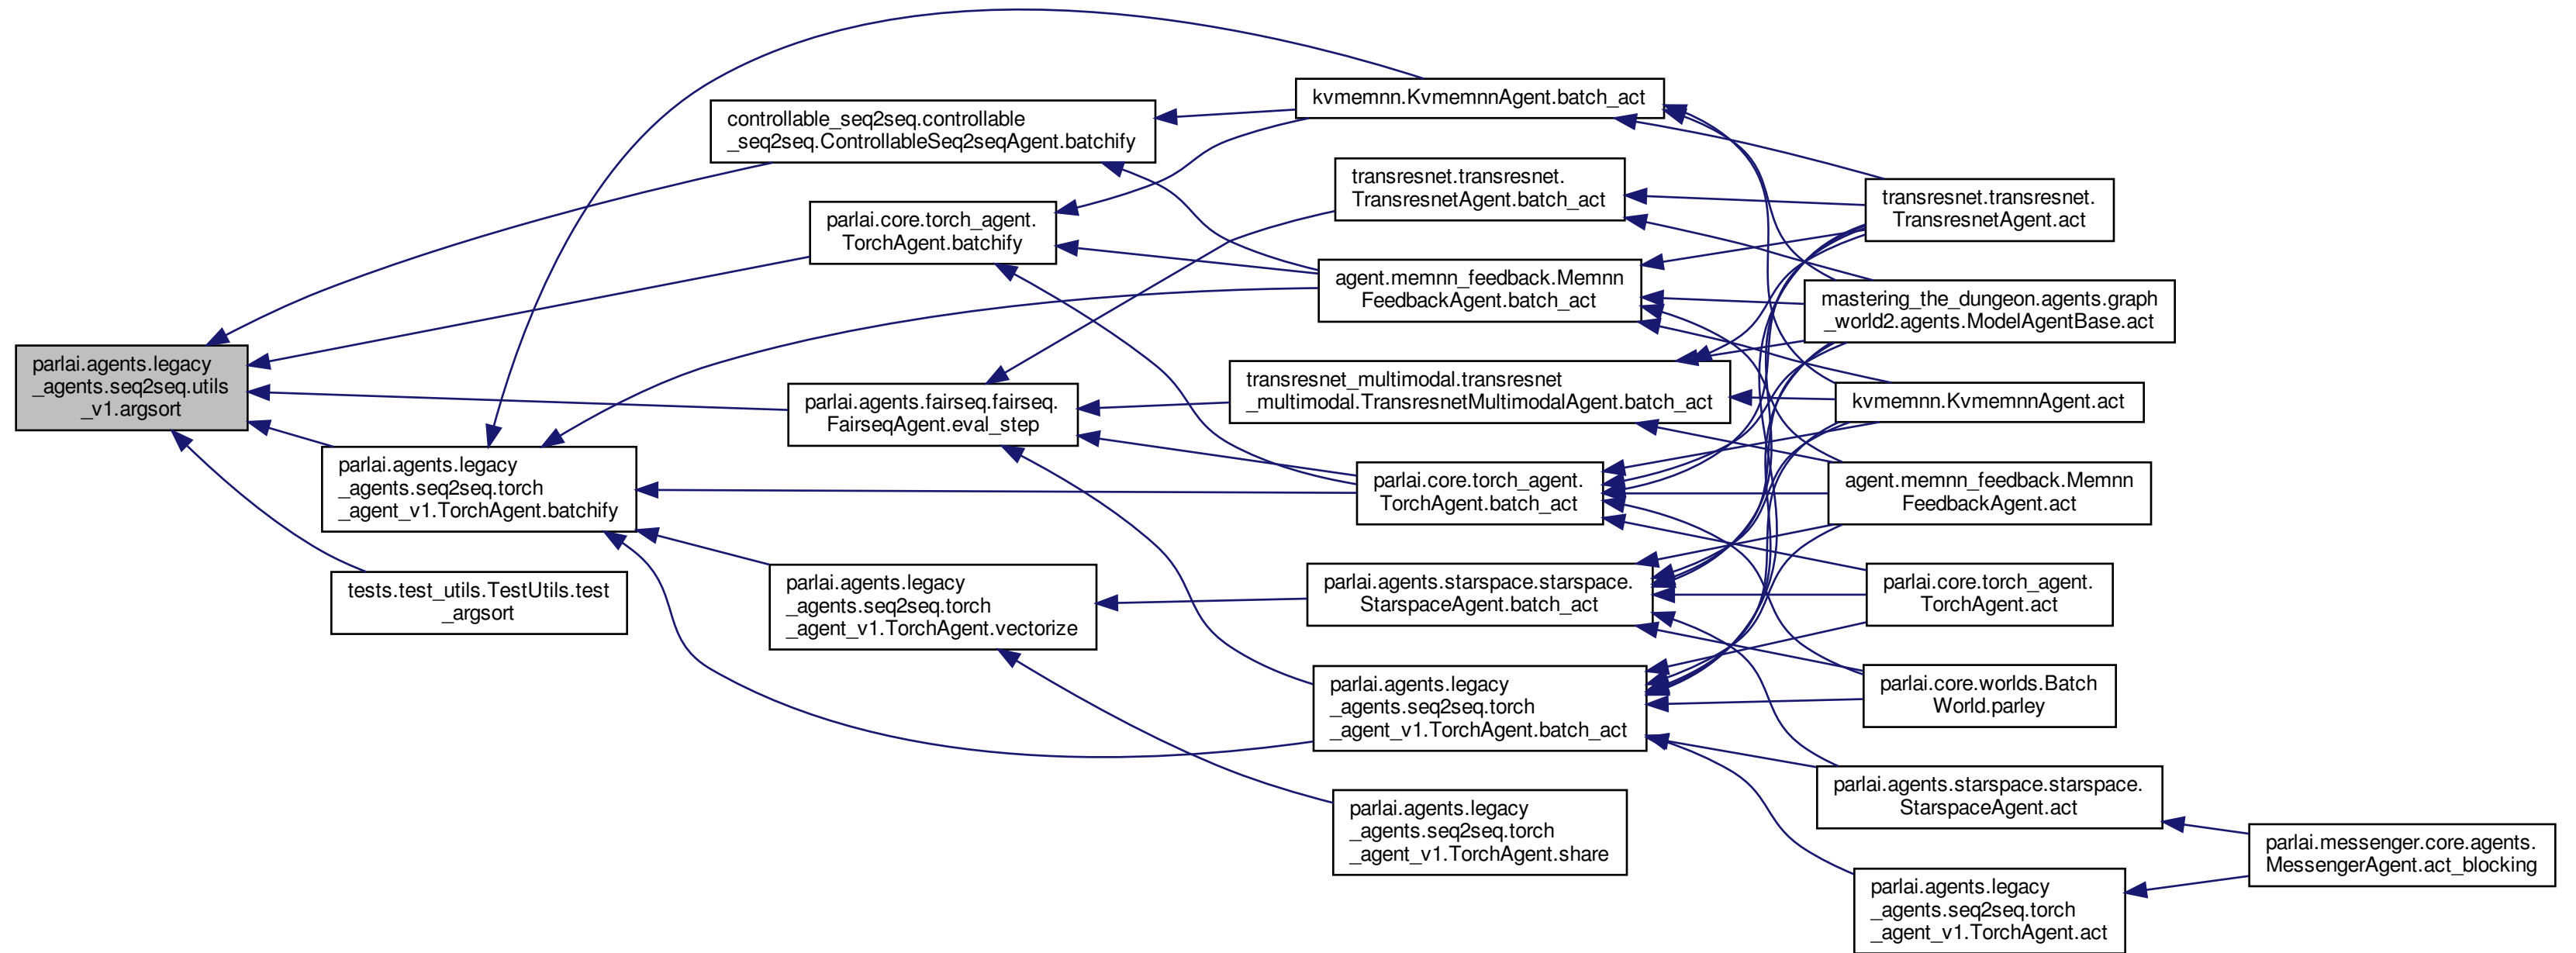 parlai.agents.legacy
_agents.seq2seq.utils
_v1.argsort
controllable_seq2seq.controllable
_seq2seq.ControllableSeq2seqAgent.batchify
parlai.core.torch_agent.
TorchAgent.batchify
parlai.agents.fairseq.fairseq.
FairseqAgent.eval_step
parlai.agents.legacy
_agents.seq2seq.torch
_agent_v1.TorchAgent.batchify
tests.test_utils.TestUtils.test
_argsort
parlai.agents.legacy
_agents.seq2seq.torch
_agent_v1.TorchAgent.vectorize
kvmemnn.KvmemnnAgent.batch_act
transresnet.transresnet.
TransresnetAgent.batch_act
agent.memnn_feedback.Memnn
FeedbackAgent.batch_act
transresnet_multimodal.transresnet
_multimodal.TransresnetMultimodalAgent.batch_act
parlai.core.torch_agent.
TorchAgent.batch_act
parlai.agents.starspace.starspace.
StarspaceAgent.batch_act
parlai.agents.legacy
_agents.seq2seq.torch
_agent_v1.TorchAgent.batch_act
parlai.agents.legacy
_agents.seq2seq.torch
_agent_v1.TorchAgent.share
transresnet.transresnet.
TransresnetAgent.act
mastering_the_dungeon.agents.graph
_world2.agents.ModelAgentBase.act
kvmemnn.KvmemnnAgent.act
agent.memnn_feedback.Memnn
FeedbackAgent.act
parlai.core.torch_agent.
TorchAgent.act
parlai.core.worlds.Batch
World.parley
parlai.agents.starspace.starspace.
StarspaceAgent.act
parlai.agents.legacy
_agents.seq2seq.torch
_agent_v1.TorchAgent.act
parlai.messenger.core.agents.
MessengerAgent.act_blocking